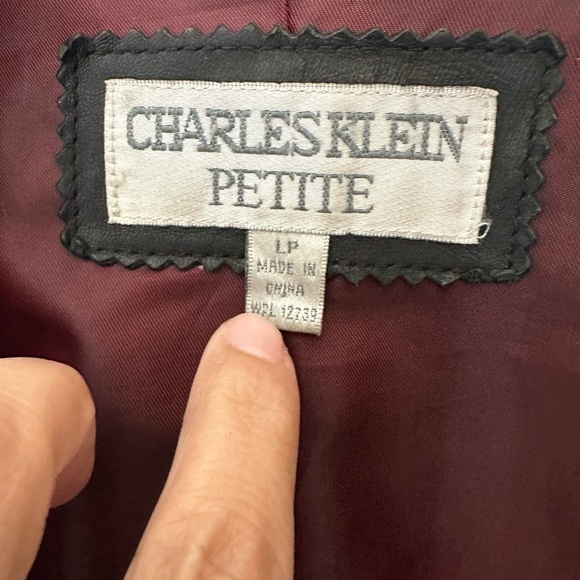 CHARLES KLEIN
PETITE
LP
MADE IN
CHINA
WPL 12739